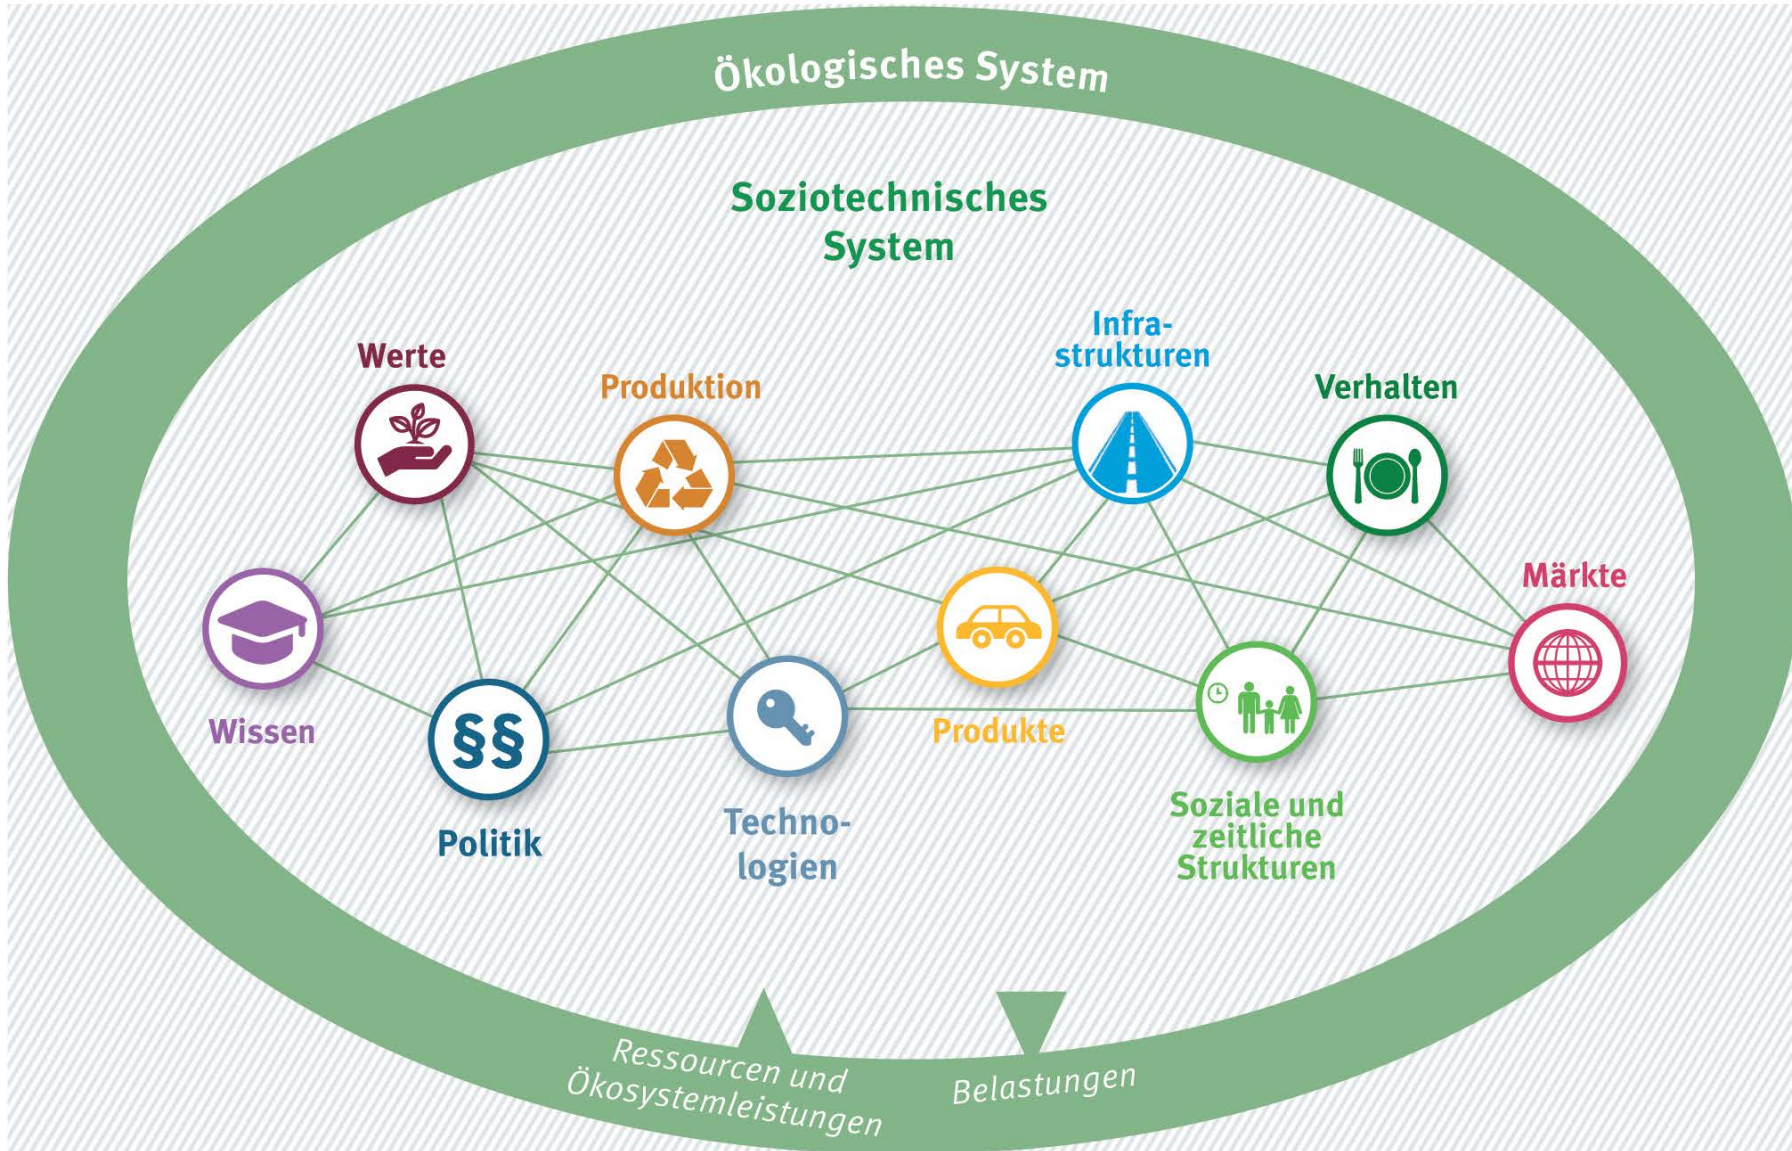 Ökologisches System
Soziotechnisches
System
Infra-
strukturen
Werte
Produktion
Verhalten
Märkte
Wissen
§§
Produkte
Politik
Techno-
logien
Soziale und
zeitliche
Strukturen
Ressourcen und
Ökosystemleistungen
Belastungen